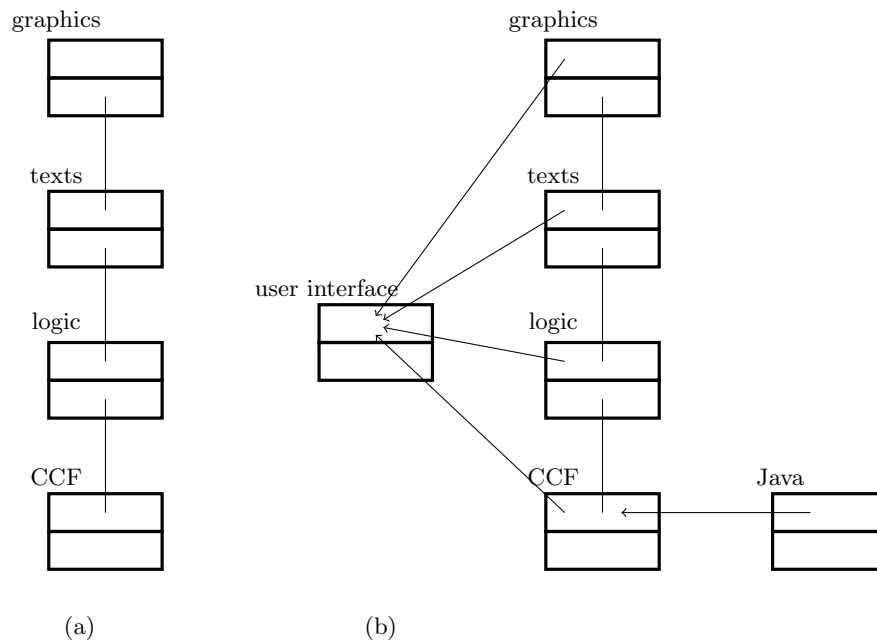 graphics
texts
logic
CCF
(a)
graphics
texts
user interface
logic
CCF
Java
(b)